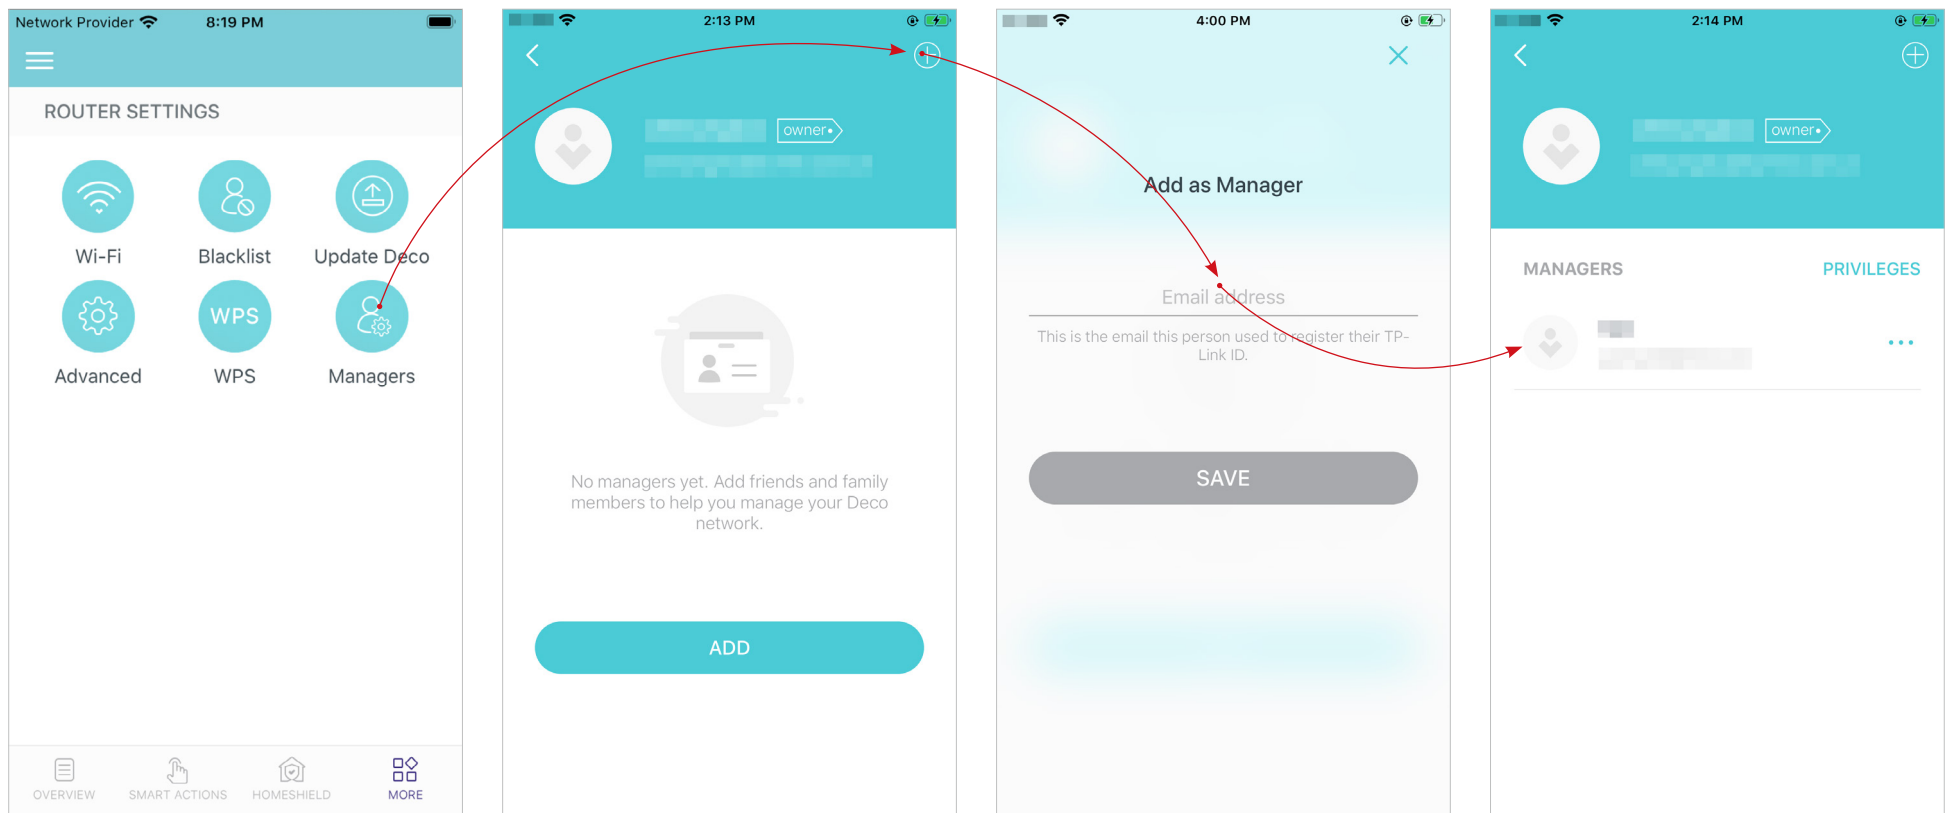 Network Provider 8:19 PM
ROUTER SETTINGS
Wi-Fi Blacklist Update Deco
WPS
Advanced WPS Managers
OVERVIEW SMART ACTIONS HOMESHIELD MORE
2:13 PM
owner
No managers yet. Add friends and family
members to help you manage your Deco
network.
ADD
4:00 PM
Add as Manager
Email address
This is the email this person used to register their TP-
Link ID.
SAVE
2:14 PM
owner
MANAGERS PRIVILEGES